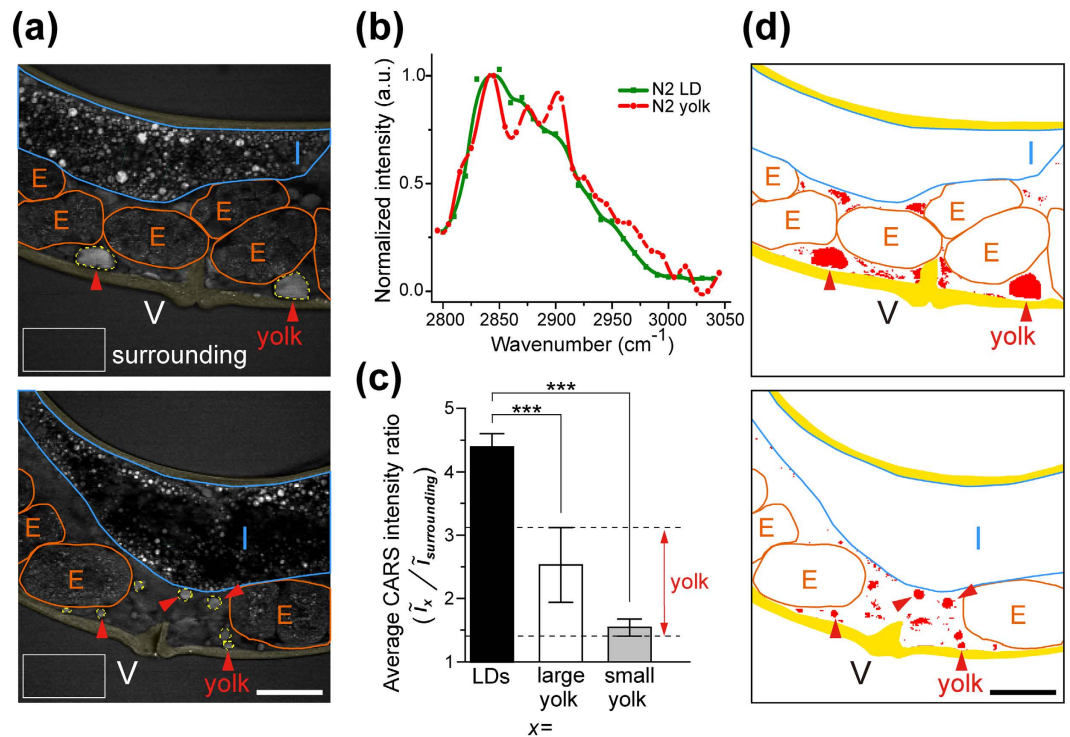 (a)
I
E
E
E
E
E
V
yolk
surrounding
I
E
E
V
E
yolk
(b)
Normalized intensity (a.u.)
1.0
0.5
0.0
N2 LD
N2 yolk
2800
2850
2900
2950
3000
3050
Wavenumber (cm⁻¹)
(c)
Average CARS intensity ratio
( Ĩx / Ĩsurrounding )
5
4
3
2
1
***
***
yolk
LDs
large yolk
small yolk
x=
(d)
I
E
E
E
E
E
V
yolk
I
E
E
E
V
yolk